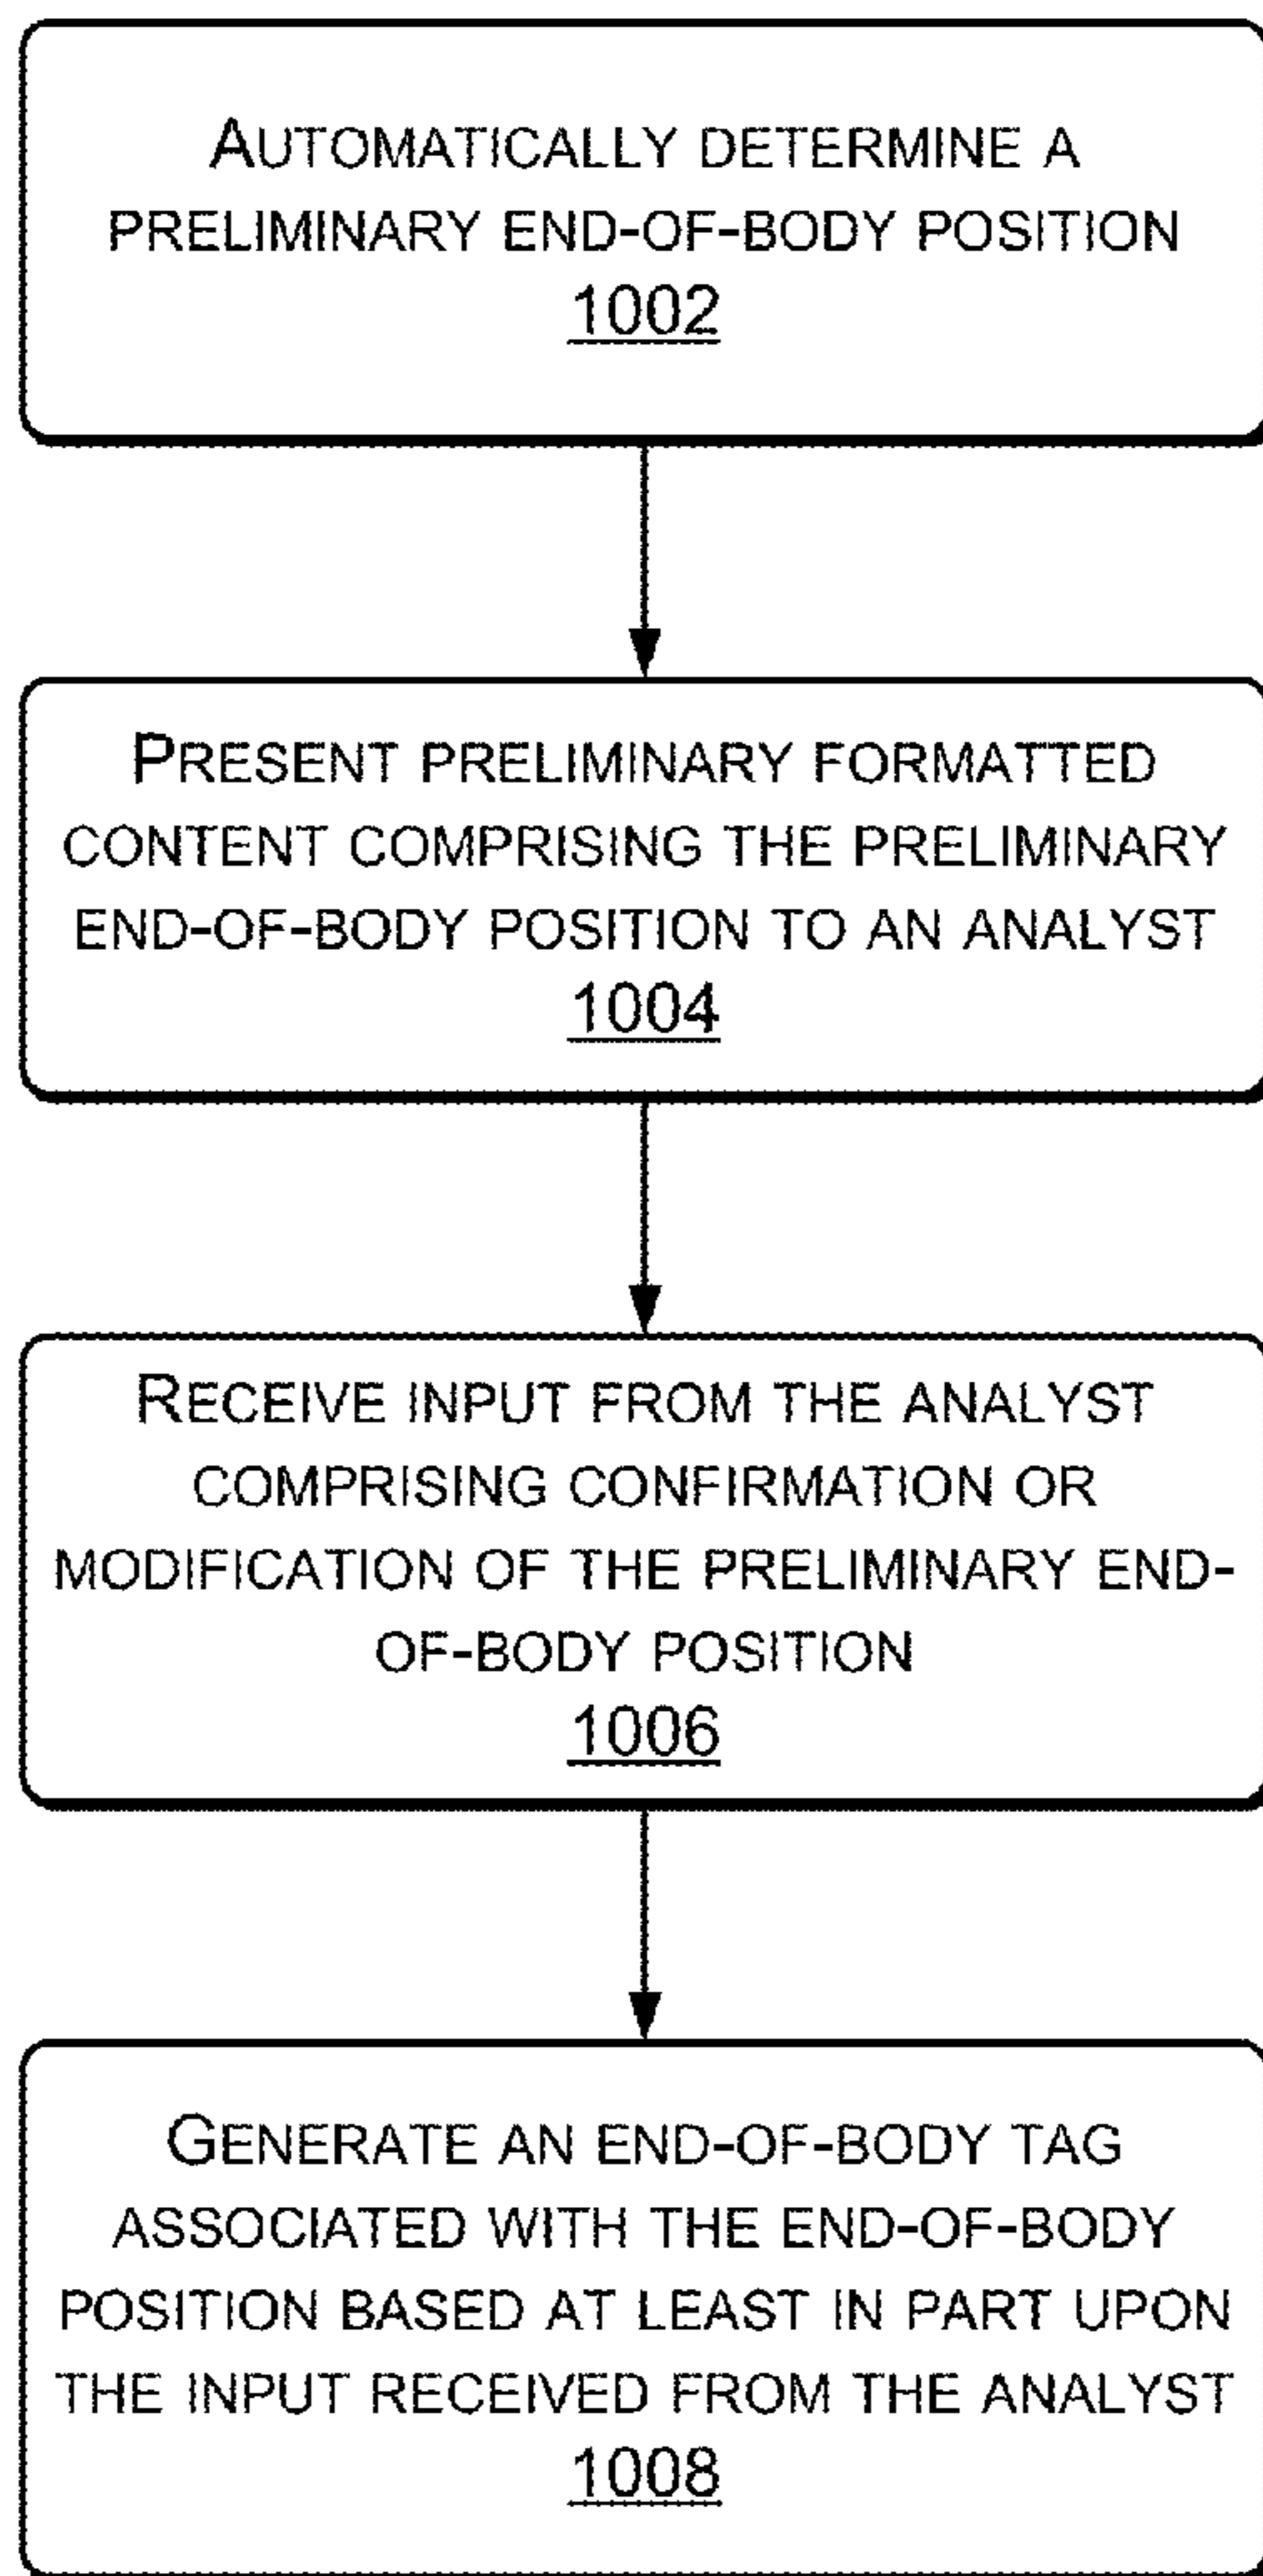 AUTOMATICALLY DETERMINE A
PRELIMINARY END-OF-BODY POSITION
1002
PRESENT PRELIMINARY FORMATTED
CONTENT COMPRISING THE PRELIMINARY
END-OF-BODY POSITION TO AN ANALYST
1004
RECEIVE INPUT FROM THE ANALYST
COMPRISING CONFIRMATION OR
MODIFICATION OF THE PRELIMINARY END-
OF-BODY POSITION
1006
GENERATE AN END-OF-BODY TAG
ASSOCIATED WITH THE END-OF-BODY
POSITION BASED AT LEAST IN PART UPON
THE INPUT RECEIVED FROM THE ANALYST
1008